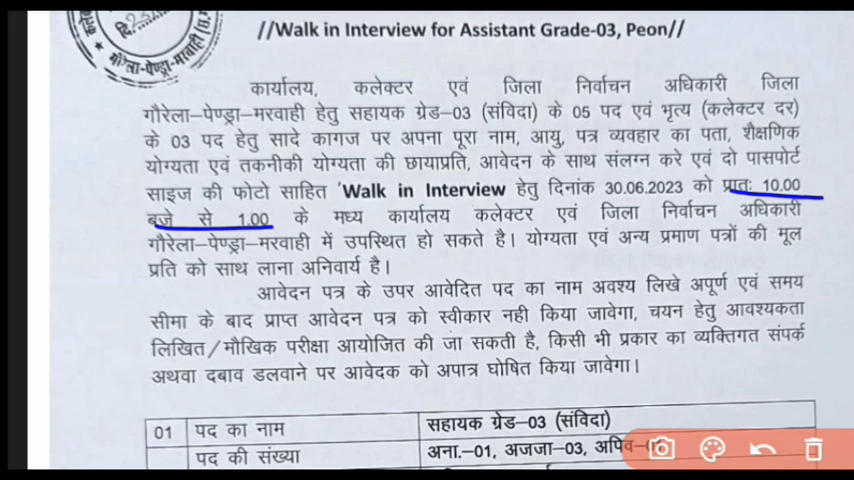 गौरेला-पेण्ड्रा-मरवाही (छ.ग.
//Walk in Interview for Assistant Grade-03, Peon//
कार्यालय, कलेक्टर एवं जिला निर्वाचन अधिकारी जिला
गौरेला-पेण्ड्रा-मरवाही हेतु सहायक ग्रेड-03 (संविदा) के 05 पद एवं भृत्य (कलेक्टर दर)
के 03 पद हेतु सादे कागज पर अपना पूरा नाम, आयु, पत्र व्यवहार का पता, शैक्षणिक
योग्यता एवं तकनीकी योग्यता की छायाप्रति, आवेदन के साथ संलग्न करे एवं दो पासपोर्ट
साइज की फोटो साहित 'Walk in Interview हेतु दिनांक 30.06.2023 को प्रातः 10.00
बजे से 1.00 के मध्य कार्यालय कलेक्टर एवं जिला निर्वाचन अधिकारी
गौरेला-पेण्ड्रा-मरवाही में उपस्थित हो सकते है। योग्यता एवं अन्य प्रमाण पत्रों की मूल
प्रति को साथ लाना अनिवार्य है।
आवेदन पत्र के उपर आवेदित पद का नाम अवश्य लिखे अपूर्ण एवं समय
सीमा के बाद प्राप्त आवेदन पत्र को स्वीकार नही किया जावेगा, चयन हेतु आवश्यकता
लिखित/मौखिक परीक्षा आयोजित की जा सकती है, किसी भी प्रकार का व्यक्तिगत संपर्क
अथवा दबाव डलवाने पर आवेदक को अपात्र घोषित किया जावेगा।
01 पद का नाम सहायक ग्रेड-03 (संविदा)
पद की संख्या अना.-01, अजजा-03, अपिव-01